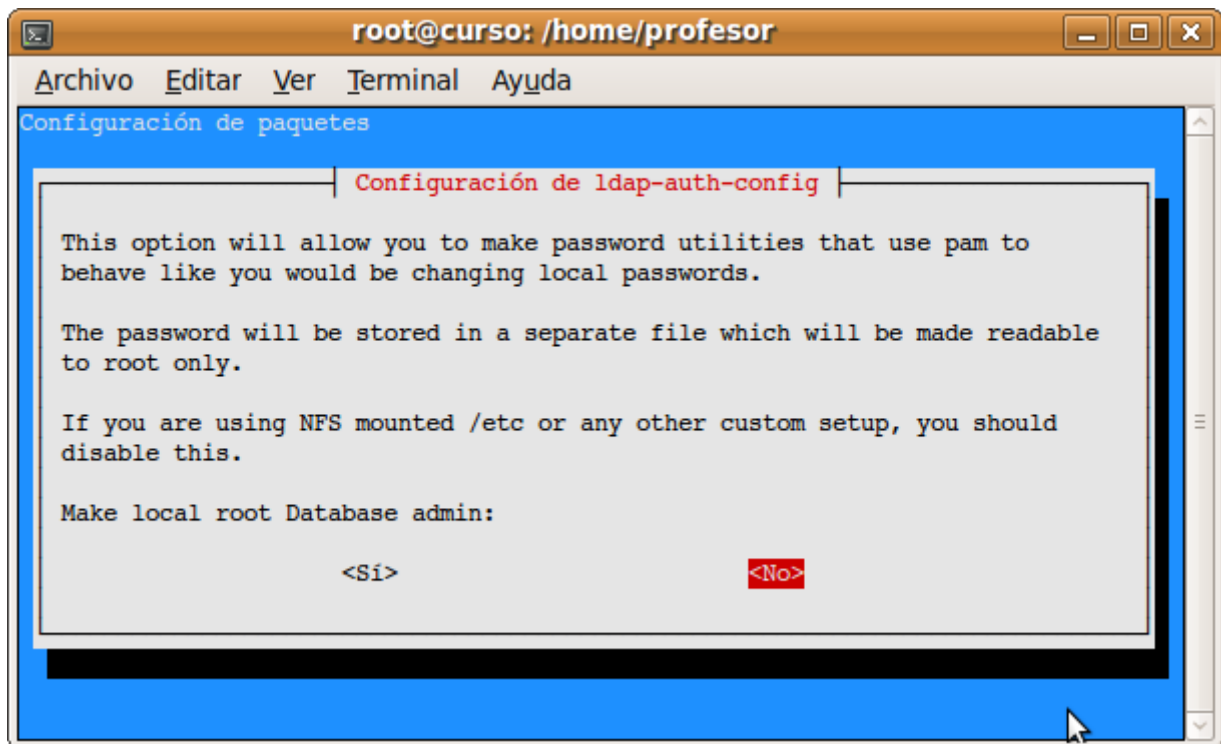 root@curso: /home/profesor
Archivo Editar Ver Terminal Ayuda
Configuración de paquetes
Configuración de ldap-auth-config
This option will allow you to make password utilities that use pam to
behave like you would be changing local passwords.
The password will be stored in a separate file which will be made readable
to root only.
If you are using NFS mounted /etc or any other custom setup, you should
disable this.
Make local root Database admin:
<Sí> <No>